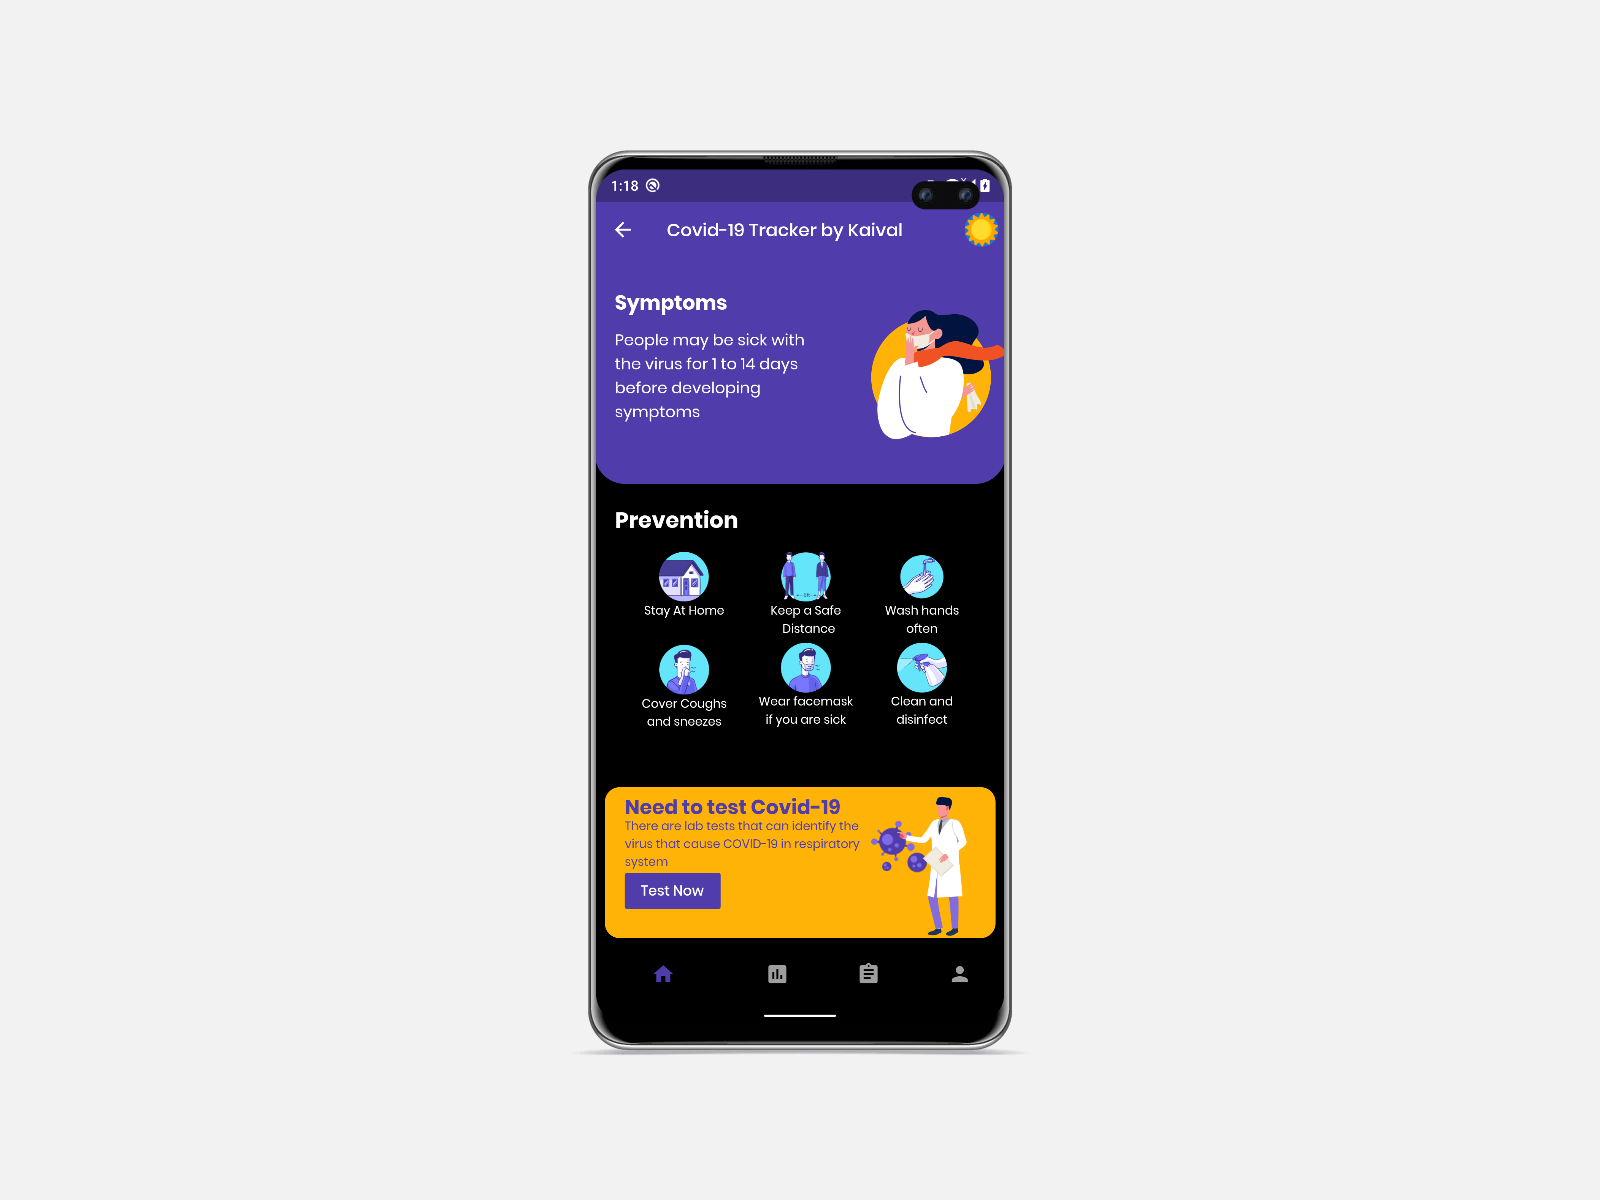 1:18
Covid-19 Tracker by Kaival
Symptoms
People may be sick with
the virus for 1 to 14 days
before developing
symptoms
Prevention
Stay At Home
Keep a Safe
Distance
Wash hands
often
Cover Coughs
and sneezes
Wear facemask
if you are sick
Clean and
disinfect
Need to test Covid-19
There are lab tests that can identify the
virus that cause COVID-19 in respiratory
system
Test Now